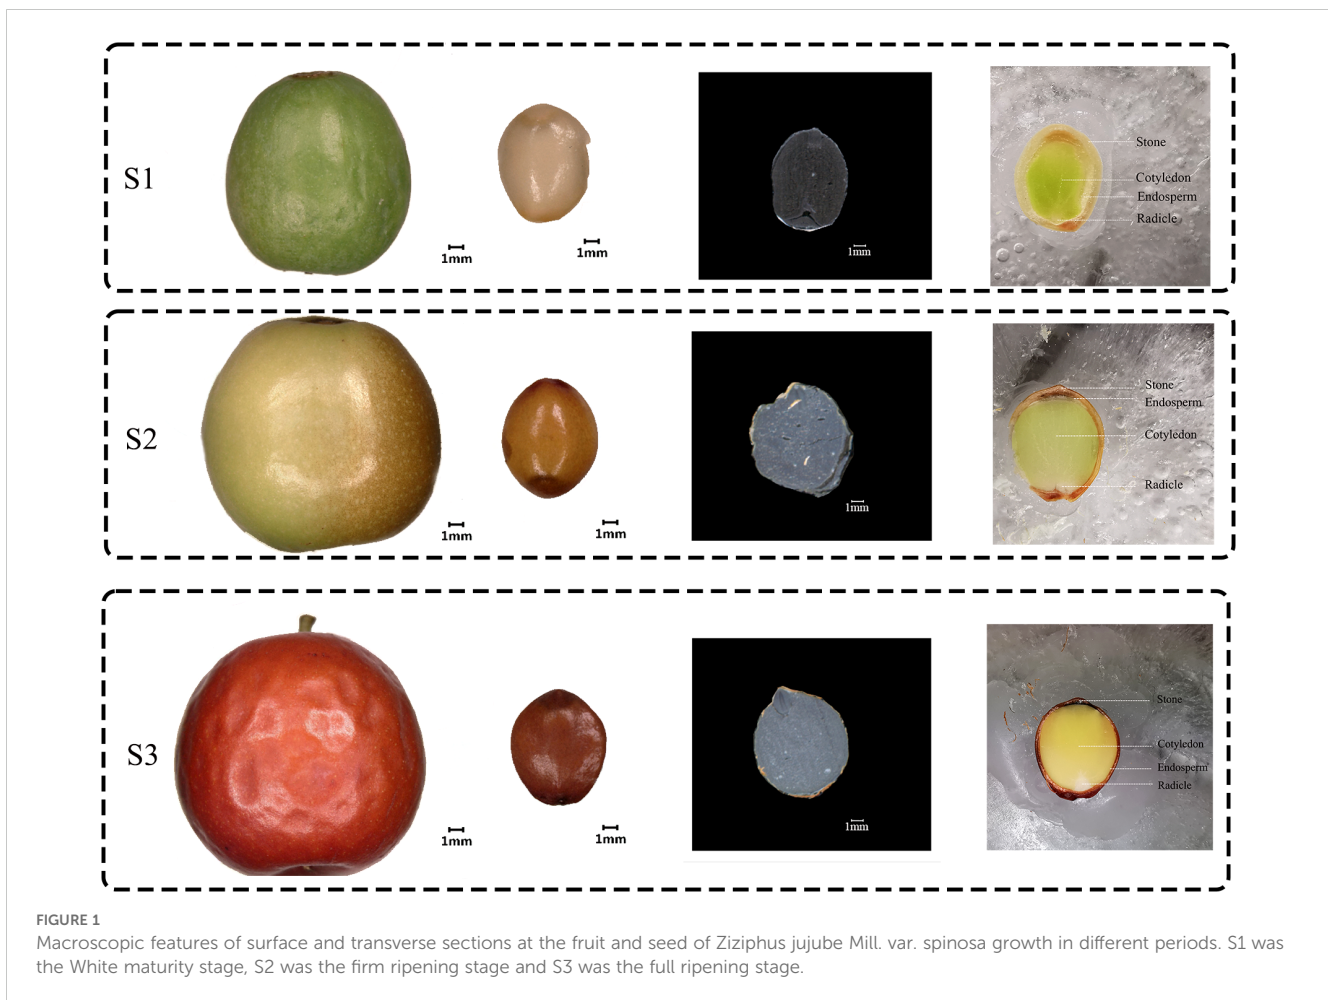 S1
1mm
1mm
1mm
Stone
Cotyledon
Endosperm
Radicle
S2
1mm
1mm
1mm
Stone
Endosperm
Cotyledon
Radicle
S3
1mm
1mm
1mm
Stone
Cotyledon
Endosperm
Radicle
FIGURE 1
Macroscopic features of surface and transverse sections at the fruit and seed of Ziziphus jujube Mill. var. spinosa growth in different periods. S1 was
the White maturity stage, S2 was the firm ripening stage and S3 was the full ripening stage.